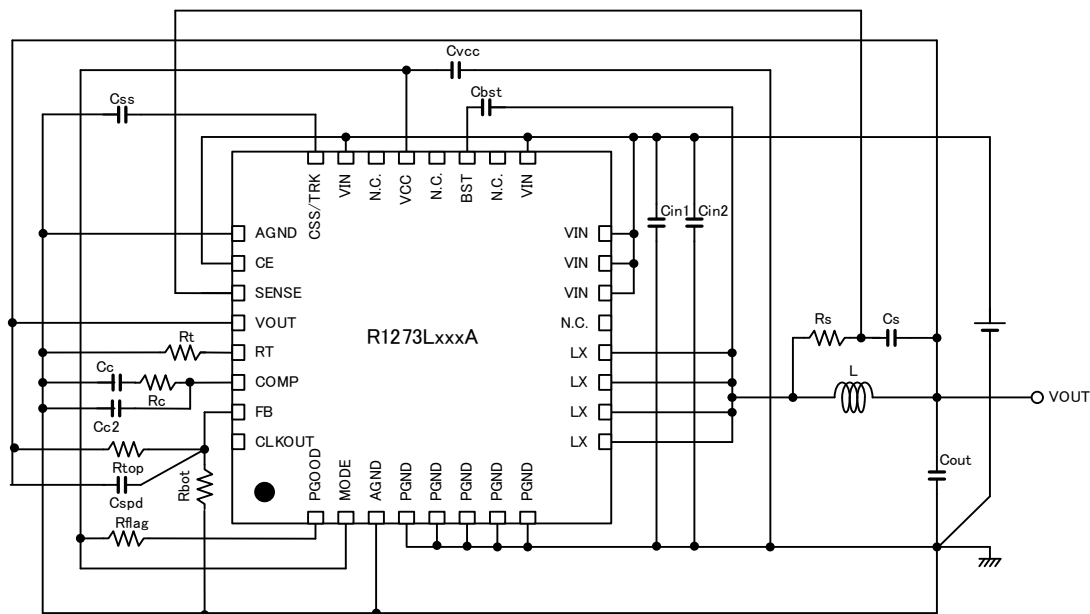 Cvcc
Css
Cbst
CSS/TRK
VIN
N.C.
VCC
N.C.
BST
N.C.
VIN
Cin1
Cin2
AGND
CE
SENSE
VOUT
RT
COMP
FB
CLKOUT
VIN
VIN
VIN
N.C.
LX
LX
LX
LX
R1273LxxxA
Rt
Cc
Rc
Cc2
Rtop
Cspd
Rbot
Rflag
Rs
Cs
L
VOUT
Cout
PGOOD
MODE
AGND
PGND
PGND
PGND
PGND
PGND